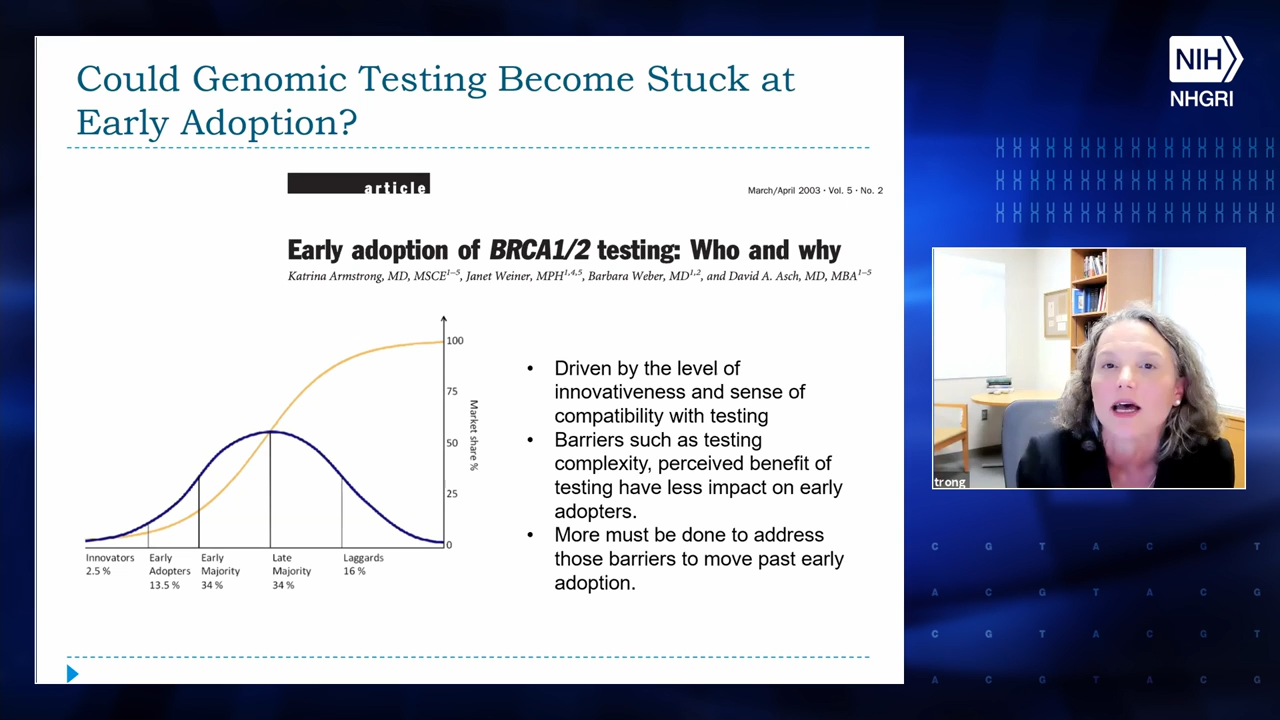 Could Genomic Testing Become Stuck at
Early Adoption?
article
March/April 2003 · Vol. 5 · No. 2
Early adoption of BRCA1/2 testing: Who and why
Katrina Armstrong, MD, MSCE1–5, Janet Weiner, MPH1,4,5, Barbara Weber, MD1,2, and David A. Asch, MD, MBA1–5
100
75
50
25
0
Market share %
Innovators
2.5 %
Early
Adopters
13.5 %
Early
Majority
34 %
Late
Majority
34 %
Laggards
16 %
• Driven by the level of
innovativeness and sense of
compatibility with testing
• Barriers such as testing
complexity, perceived benefit of
testing have less impact on early
adopters.
• More must be done to address
those barriers to move past early
adoption.
NIH
NHGRI
trong
C G T A C G T
A C G T A C G
C G T A C G T
A C G T A C G